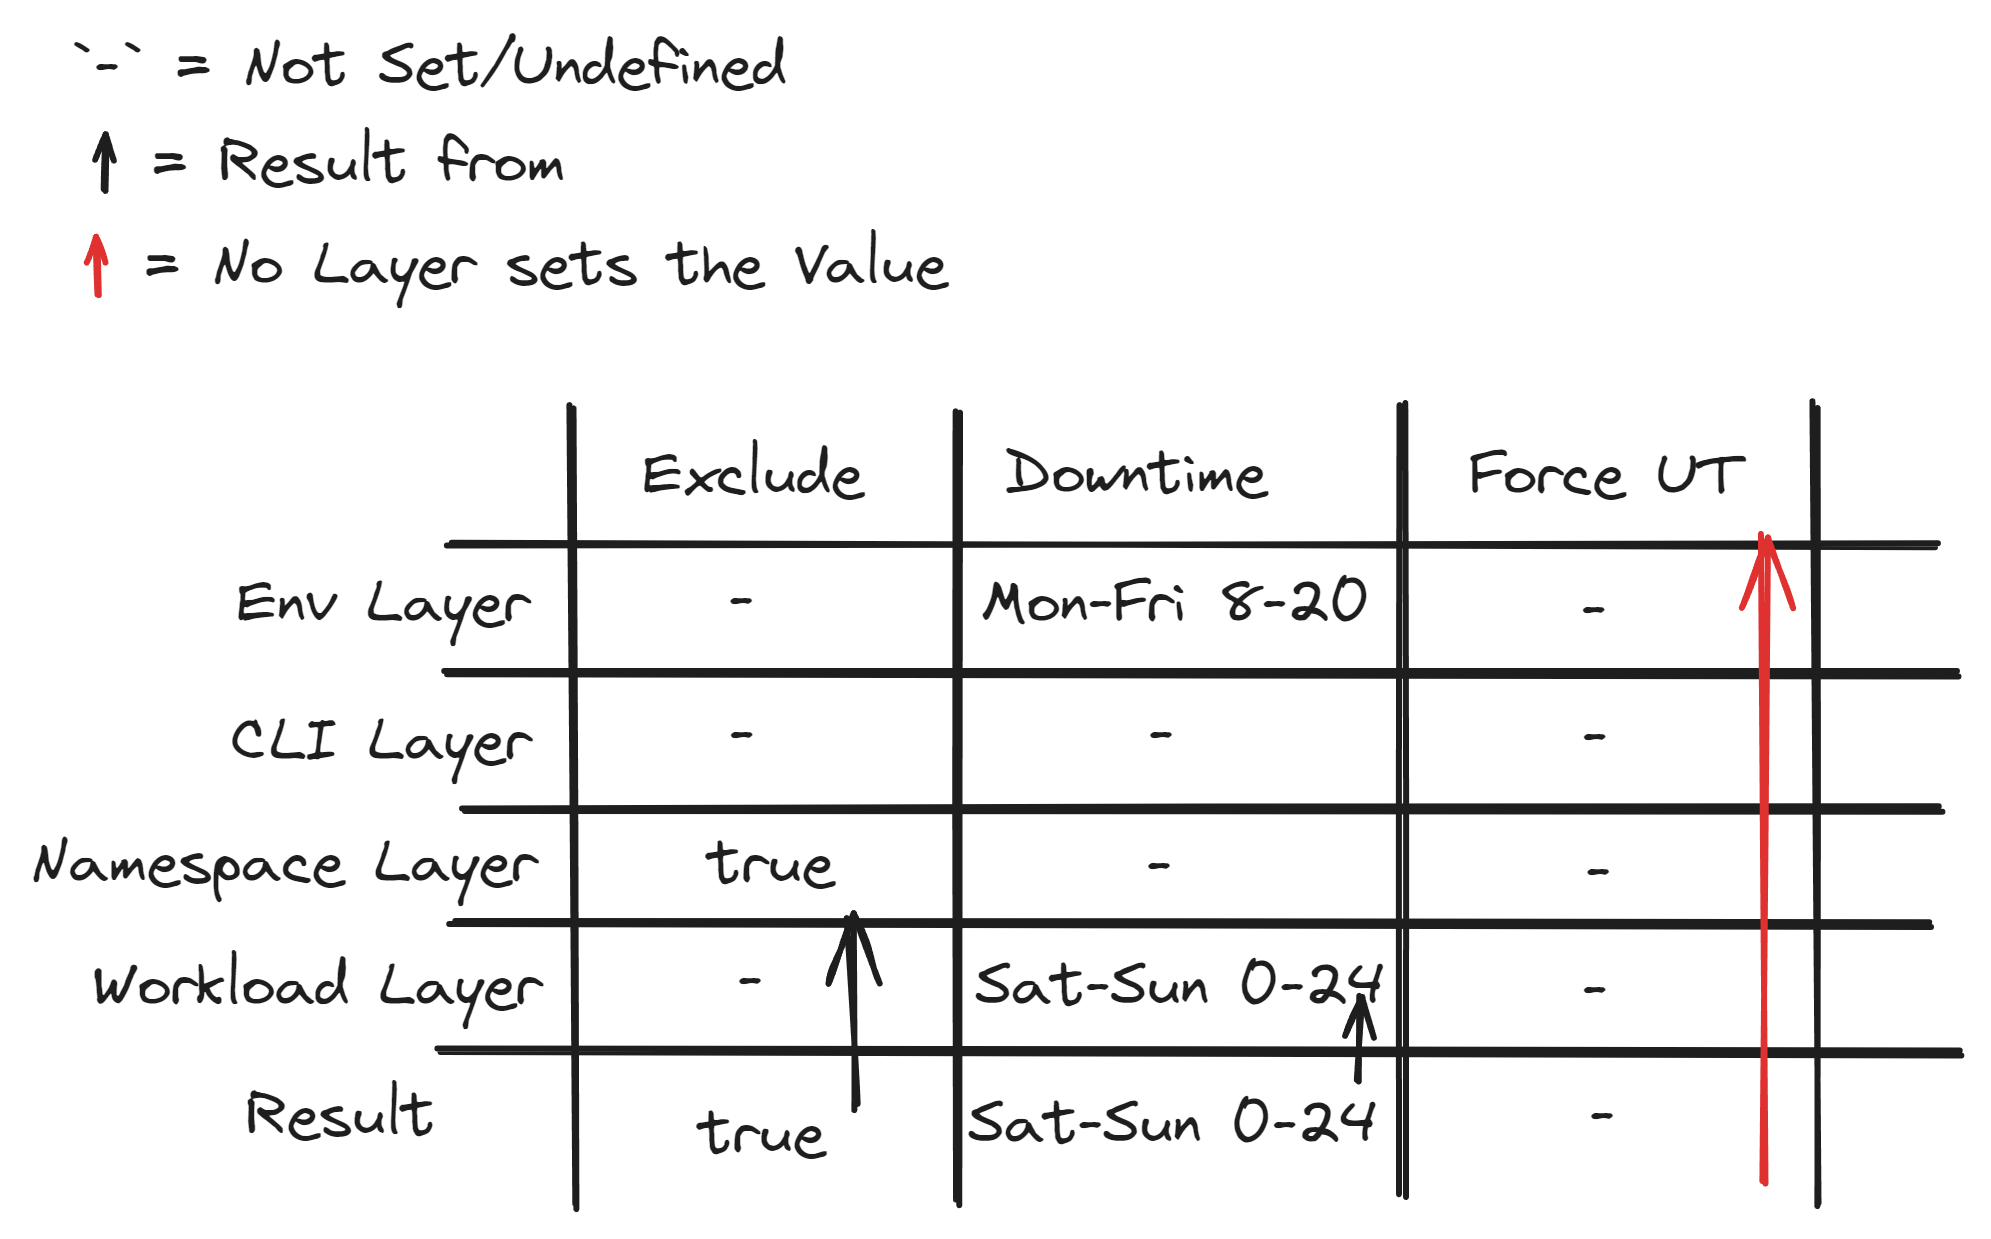 `-` = Not Set/Undefined
↑ = Result from
↑ = No Layer sets the Value
Exclude Downtime Force UT
Env Layer - Mon-Fri 8-20 -
CLI Layer - - -
Namespace Layer true - -
Workload Layer - Sat-Sun 0-24 -
Result true Sat-Sun 0-24 -